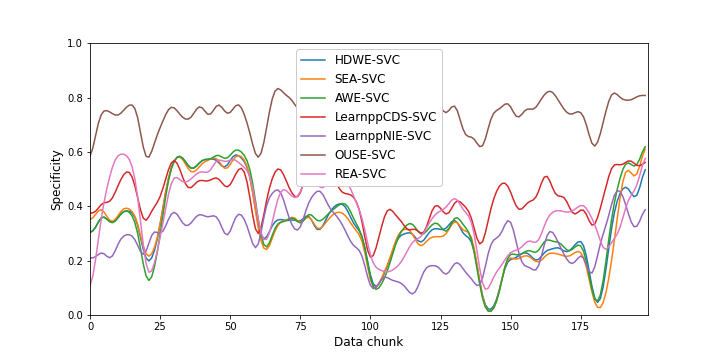 1.0
0.8
0.6
0.4
0.2
0.0
Specificity
HDWE-SVC
SEA-SVC
AWE-SVC
LearnppCDS-SVC
LearnppNIE-SVC
OUSE-SVC
REA-SVC
0 25 50 75 100 125 150 175
Data chunk